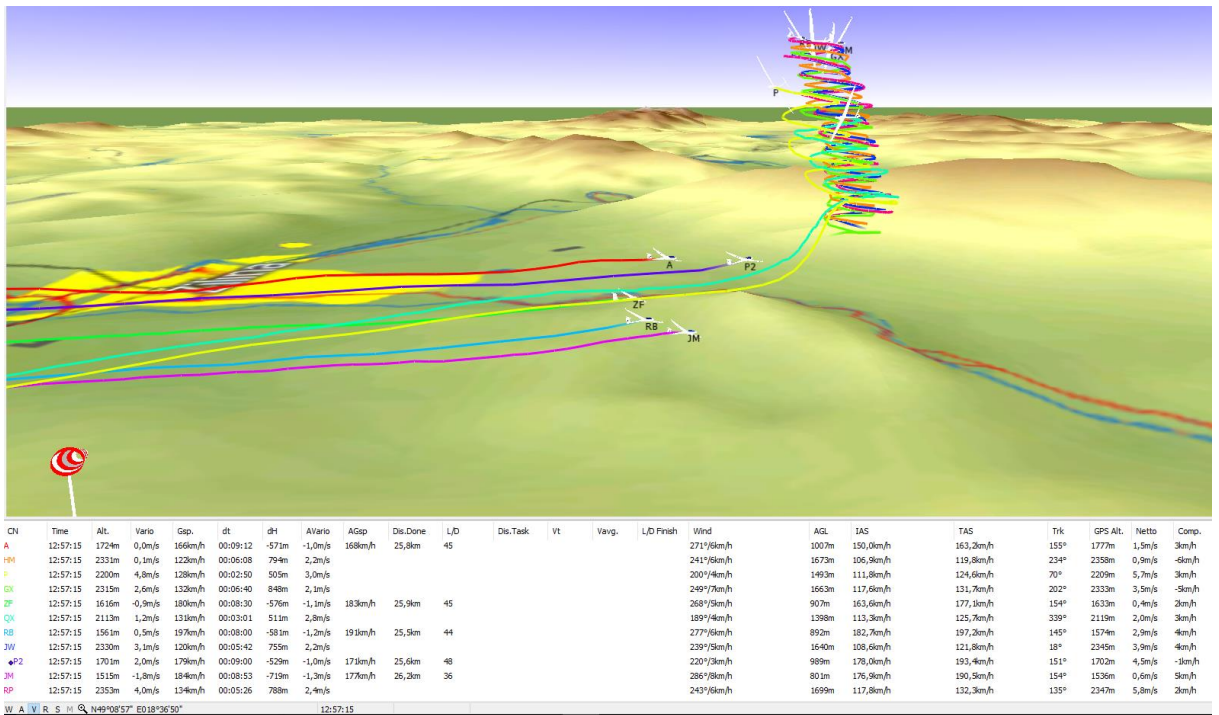 P
JW
M
GX
A
P2
ZF
RB
JM
CN Time Alt. Vario Gsp. dt dH AVario AGsp Dis.Done L/D Dis.Task Vt Vavg. L/D Finish Wind AGL IAS TAS Trk GPS Alt. Netto Comp.
A 12:57:15 1724m 0,0m/s 166km/h 00:09:12 -571m -1,0m/s 168km/h 25,8km 45 271°/6km/h 1007m 150,0km/h 163,2km/h 155° 1777m 1,5m/s 3km/h
HM 12:57:15 2331m 0,1m/s 122km/h 00:06:08 794m 2,2m/s 241°/6km/h 1673m 106,9km/h 119,8km/h 234° 2358m 0,9m/s -6km/h
P 12:57:15 2200m 4,8m/s 128km/h 00:02:50 505m 3,0m/s 200°/4km/h 1493m 111,8km/h 124,6km/h 70° 2209m 5,7m/s 3km/h
GX 12:57:15 2315m 2,6m/s 132km/h 00:06:40 848m 2,1m/s 249°/7km/h 1663m 117,6km/h 131,7km/h 202° 2333m 3,5m/s -5km/h
ZF 12:57:15 1616m -0,9m/s 180km/h 00:08:30 -576m -1,1m/s 183km/h 25,9km 45 268°/5km/h 907m 163,6km/h 177,1km/h 154° 1633m 0,4m/s 2km/h
QX 12:57:15 2113m 1,2m/s 131km/h 00:03:01 511m 2,8m/s 189°/4km/h 1398m 113,3km/h 125,7km/h 339° 2119m 2,0m/s 3km/h
RB 12:57:15 1561m 0,5m/s 197km/h 00:08:00 -581m -1,2m/s 191km/h 25,5km 44 277°/6km/h 892m 182,7km/h 197,2km/h 145° 1574m 2,9m/s 4km/h
JW 12:57:15 2330m 3,1m/s 120km/h 00:05:42 755m 2,2m/s 239°/5km/h 1640m 108,6km/h 121,8km/h 18° 2345m 3,9m/s 4km/h
P2 12:57:15 1701m 2,0m/s 179km/h 00:09:00 -529m -1,0m/s 171km/h 25,6km 48 220°/3km/h 989m 178,0km/h 193,4km/h 151° 1702m 4,5m/s -1km/h
JM 12:57:15 1515m -1,8m/s 184km/h 00:08:53 -719m -1,3m/s 177km/h 26,2km 36 286°/8km/h 801m 176,9km/h 190,5km/h 154° 1536m 0,6m/s 5km/h
RP 12:57:15 2353m 4,0m/s 134km/h 00:05:26 788m 2,4m/s 243°/6km/h 1699m 117,8km/h 132,3km/h 135° 2347m 5,8m/s 2km/h
W A V R S M N49°08'57" E018°36'50" 12:57:15